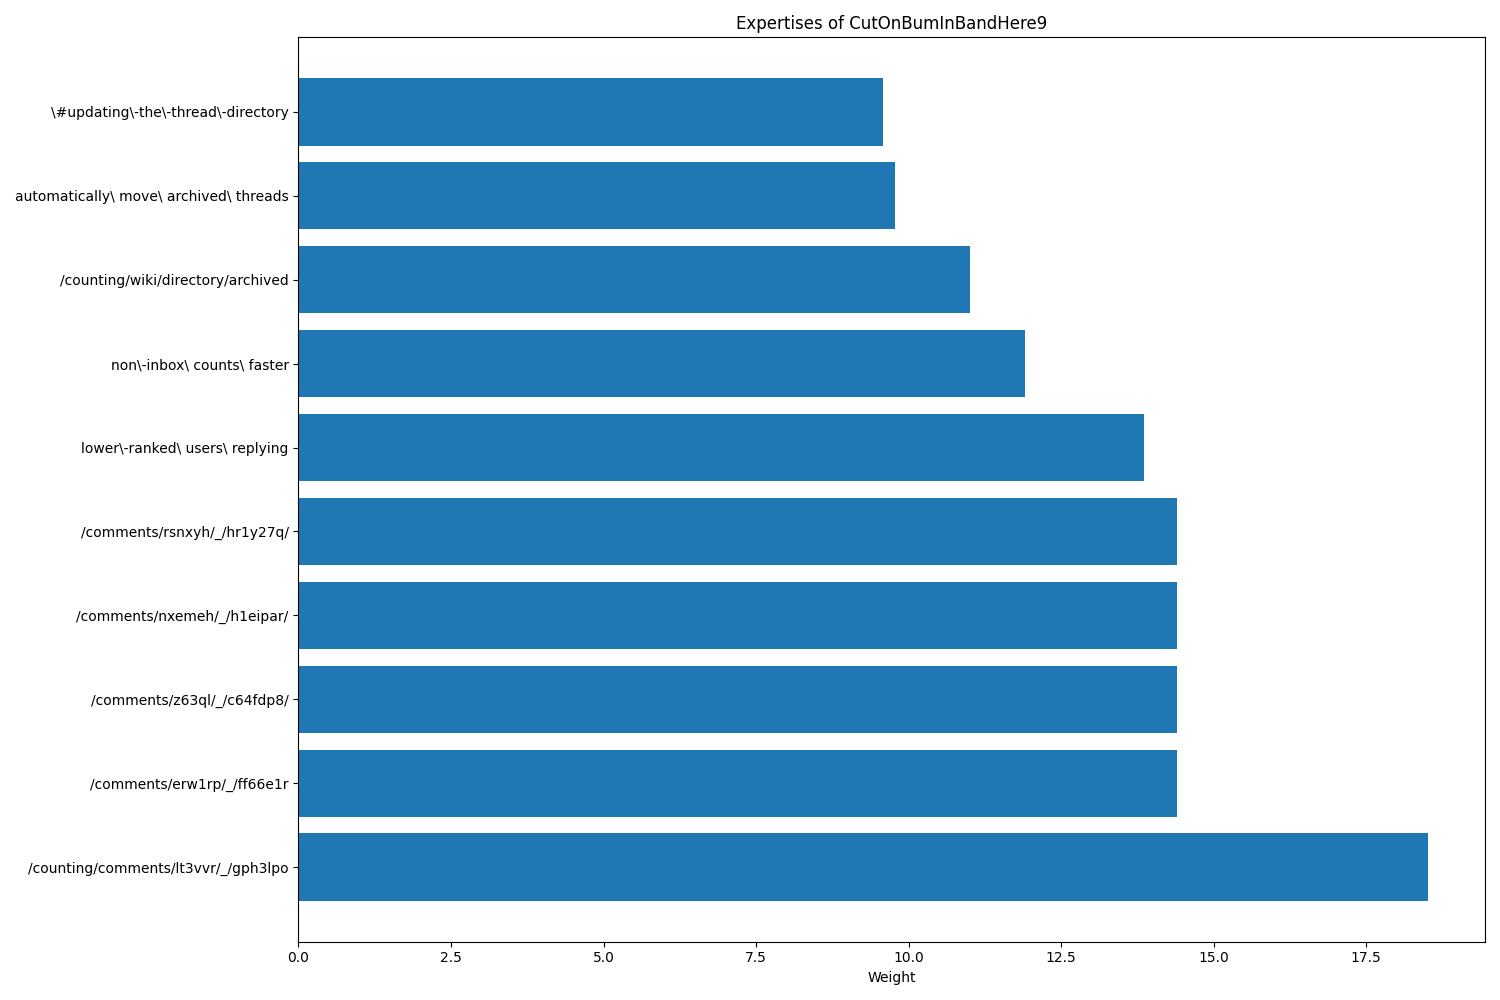 Expertises of CutOnBumInBandHere9
\#updating\-the\-thread\-directory
automatically\ move\ archived\ threads
/counting/wiki/directory/archived
non\-inbox\ counts\ faster
lower\-ranked\ users\ replying
/comments/rsnxyh/_/hr1y27q/
/comments/nxemeh/_/h1eipar/
/comments/z63ql/_/c64fdp8/
/comments/erw1rp/_/ff66e1r
/counting/comments/lt3vvr/_/gph3lpo
0.0 2.5 5.0 7.5 10.0 12.5 15.0 17.5
Weight